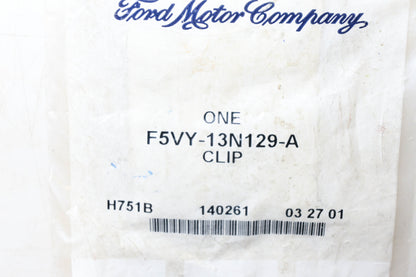 Ford Motor Company
ONE
F5VY-13N129-A
CLIP
H751B 140261 03 27 01